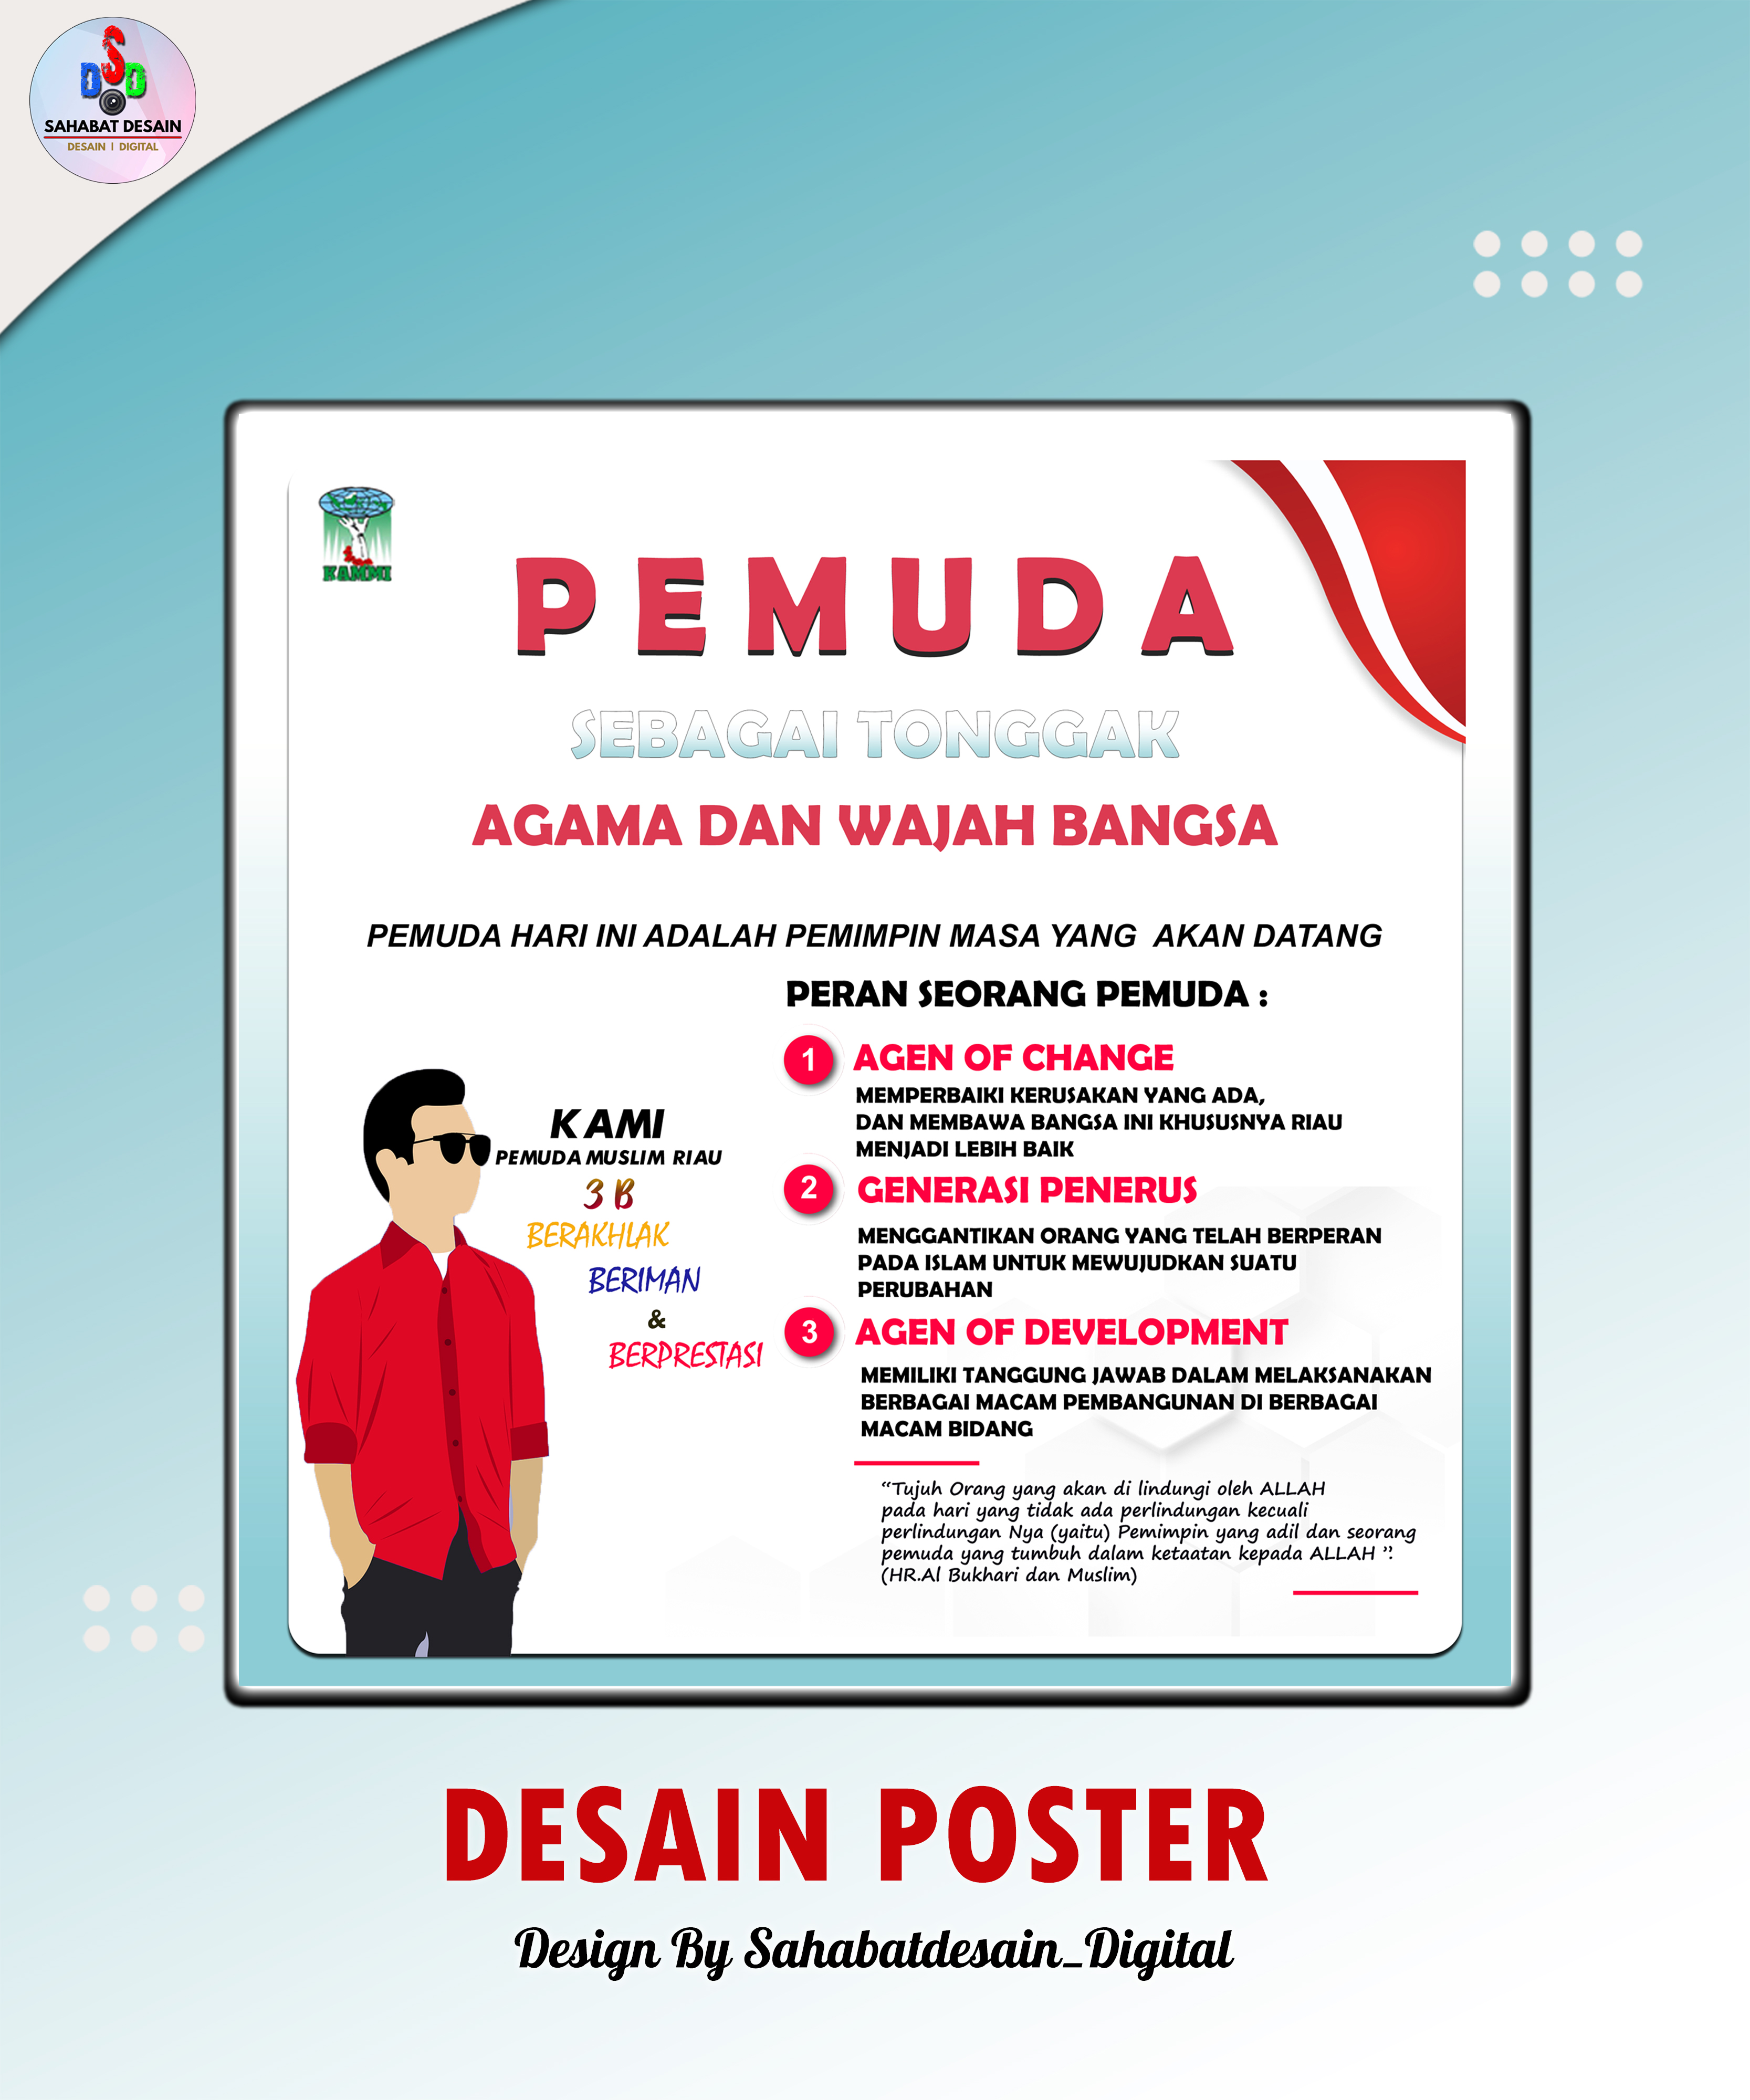 DSD
SAHABAT DESAIN
DESAIN | DIGITAL
KAMMI
PEMUDA
SEBAGAI TONGGAK
AGAMA DAN WAJAH BANGSA
PEMUDA HARI INI ADALAH PEMIMPIN MASA YANG AKAN DATANG
KAMI
PEMUDA MUSLIM RIAU
3 B
BERAKHLAK
BERIMAN
&
BERPRESTASI
PERAN SEORANG PEMUDA :
1 AGEN OF CHANGE
MEMPERBAIKI KERUSAKAN YANG ADA,
DAN MEMBAWA BANGSA INI KHUSUSNYA RIAU
MENJADI LEBIH BAIK
2 GENERASI PENERUS
MENGGANTIKAN ORANG YANG TELAH BERPERAN
PADA ISLAM UNTUK MEWUJUDKAN SUATU
PERUBAHAN
3 AGEN OF DEVELOPMENT
MEMILIKI TANGGUNG JAWAB DALAM MELAKSANAKAN
BERBAGAI MACAM PEMBANGUNAN DI BERBAGAI
MACAM BIDANG
“Tujuh Orang yang akan di lindungi oleh ALLAH
pada hari yang tidak ada perlindungan kecuali
perlindungan Nya (yaitu) Pemimpin yang adil dan seorang
pemuda yang tumbuh dalam ketaatan kepada ALLAH ”.
(HR.Al Bukhari dan Muslim)
DESAIN POSTER
Design By Sahabatdesain_Digital